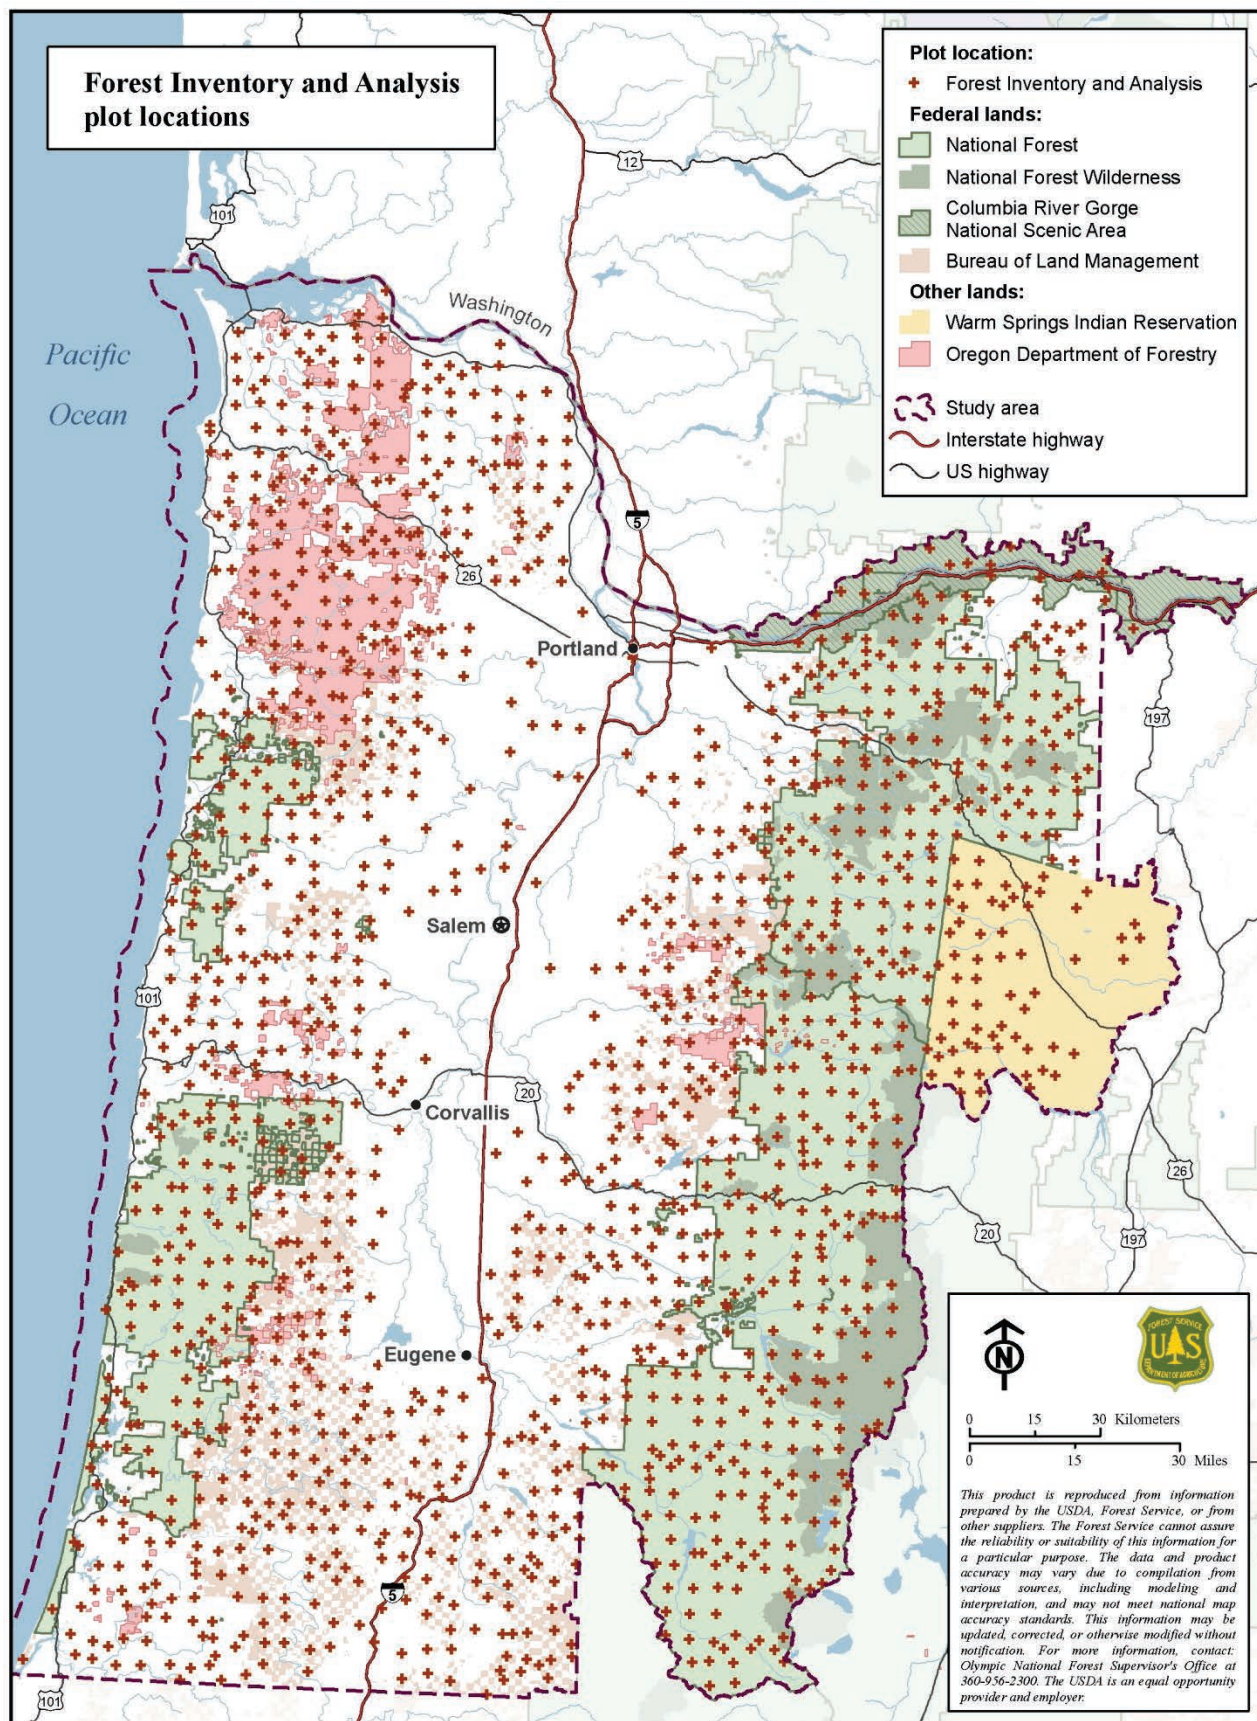 Forest Inventory and Analysis
plot locations
Plot location:
Forest Inventory and Analysis
Federal lands:
National Forest
National Forest Wilderness
Columbia River Gorge
National Scenic Area
Bureau of Land Management
Other lands:
Warm Springs Indian Reservation
Oregon Department of Forestry
Study area
Interstate highway
US highway
12
101
Washington
Pacific
Ocean
5
26
Portland
197
Salem
101
20
Corvallis
26
20
197
Eugene
N
FOREST SERVICE
U S
DEPARTMENT OF AGRICULTURE
0 15 30 Kilometers
0 15 30 Miles
This product is reproduced from information
prepared by the USDA, Forest Service, or from
other suppliers. The Forest Service cannot assure
the reliability or suitability of this information for
a particular purpose. The data and product
accuracy may vary due to compilation from
various sources, including modeling and
interpretation, and may not meet national map
accuracy standards. This information may be
updated, corrected, or otherwise modified without
notification. For more information, contact:
Olympic National Forest Supervisor's Office at
360-956-2300. The USDA is an equal opportunity
provider and employer.
5
101